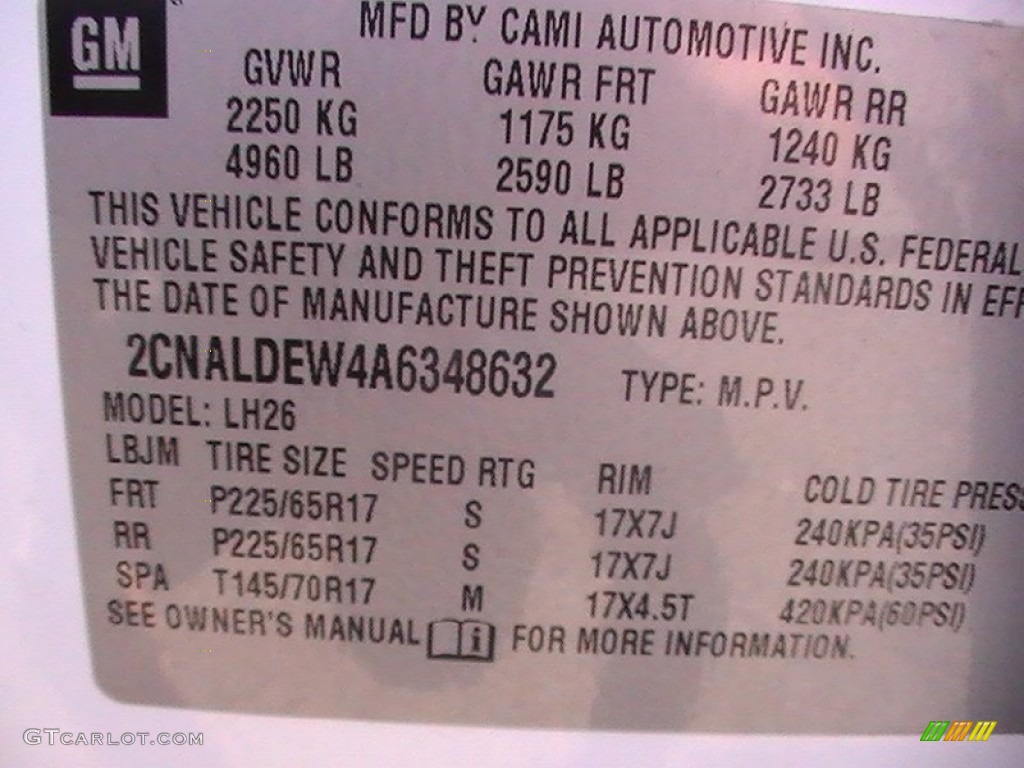 GM
MFD BY CAMI AUTOMOTIVE INC.
GVWR GAWR FRT GAWR RR
2250 KG 1175 KG 1240 KG
4960 LB 2590 LB 2733 LB
THIS VEHICLE CONFORMS TO ALL APPLICABLE U.S. FEDERAL
VEHICLE SAFETY AND THEFT PREVENTION STANDARDS IN EFF
THE DATE OF MANUFACTURE SHOWN ABOVE.
2CNALDEW4A6348632 TYPE: M.P.V.
MODEL: LH26
LBJM TIRE SIZE SPEED RTG RIM COLD TIRE PRESS
FRT P225/65R17 S 17X7J 240KPA(35PSI)
RR P225/65R17 S 17X7J 240KPA(35PSI)
SPA T145/70R17 M 17X4.5T 420KPA(60PSI)
SEE OWNER'S MANUAL i FOR MORE INFORMATION.
GTCARLOT.COM